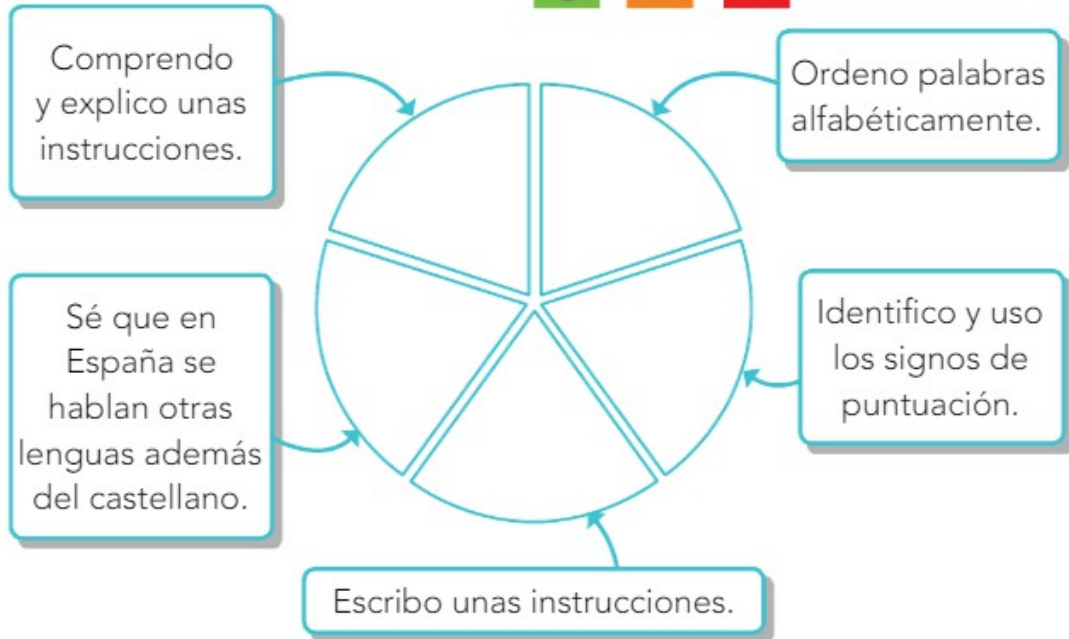 Comprendo
y explico unas
instrucciones.
Ordeno palabras
alfabéticamente.
Sé que en
España se
hablan otras
lenguas además
del castellano.
Identifico y uso
los signos de
puntuación.
Escribo unas instrucciones.